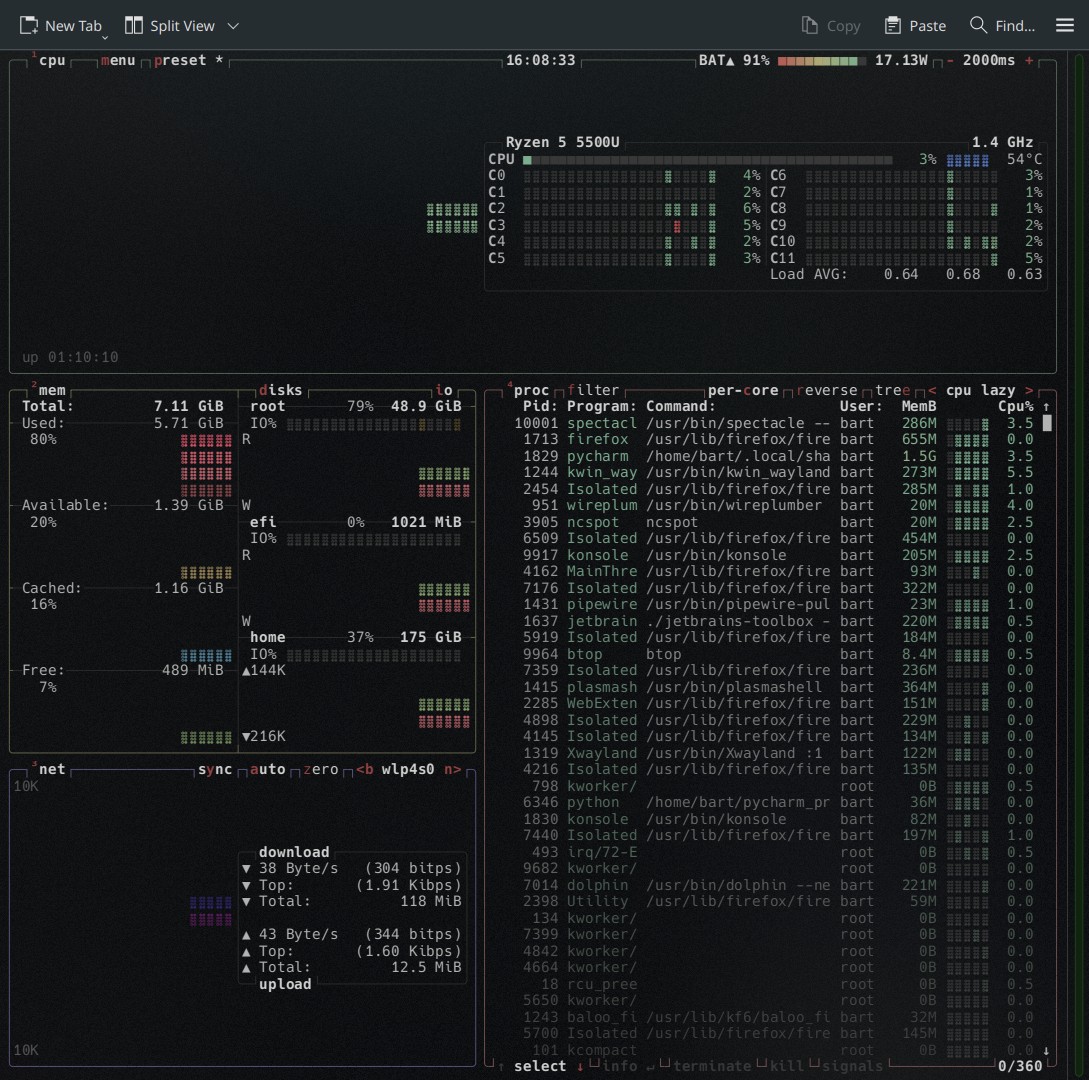 New Tab Split View Copy Paste Find...
¹cpu menu preset * 16:08:33 BAT▲ 91% 17.13W - 2000ms +
Ryzen 5 5500U 1.4 GHz
CPU 3% 54°C
C0 4% C6 3%
C1 2% C7 1%
C2 6% C8 1%
C3 5% C9 2%
C4 2% C10 2%
C5 3% C11 5%
Load AVG: 0.64 0.68 0.63
up 01:10:10
²mem disks io
Total: 7.11 GiB root 79% 48.9 GiB
Used: 5.71 GiB IO%
80% R
Available: 1.39 GiB W
20% efi 0% 1021 MiB
IO%
R
Cached: 1.16 GiB
16%
W
home 37% 175 GiB
IO%
Free: 489 MiB ▲144K
7%
▼216K
³net sync auto zero <b wlp4s0 n>
10K
download
▼ 38 Byte/s (304 bitps)
▼ Top: (1.91 Kibps)
▼ Total: 118 MiB
▲ 43 Byte/s (344 bitps)
▲ Top: (1.60 Kibps)
▲ Total: 12.5 MiB
upload
10K
⁴proc filter per-core reverse tree < cpu lazy >
Pid: Program: Command: User: MemB Cpu% ↑
10001 spectacl /usr/bin/spectacle -- bart 286M 3.5
1713 firefox /usr/lib/firefox/fire bart 655M 0.0
1829 pycharm /home/bart/.local/sha bart 1.5G 3.5
1244 kwin_way /usr/bin/kwin_wayland bart 273M 5.5
2454 Isolated /usr/lib/firefox/fire bart 285M 1.0
951 wireplum /usr/bin/wireplumber bart 20M 4.0
3905 ncspot ncspot bart 20M 2.5
6509 Isolated /usr/lib/firefox/fire bart 454M 0.0
9917 konsole /usr/bin/konsole bart 205M 2.5
4162 MainThre /usr/lib/firefox/fire bart 93M 0.0
7176 Isolated /usr/lib/firefox/fire bart 322M 0.0
1431 pipewire /usr/bin/pipewire-pul bart 23M 1.0
1637 jetbrain ./jetbrains-toolbox - bart 220M 0.5
5919 Isolated /usr/lib/firefox/fire bart 184M 0.0
9964 btop btop bart 8.4M 0.5
7359 Isolated /usr/lib/firefox/fire bart 236M 0.0
1415 plasmash /usr/bin/plasmashell bart 364M 0.0
2285 WebExten /usr/lib/firefox/fire bart 151M 0.0
4898 Isolated /usr/lib/firefox/fire bart 229M 0.0
4145 Isolated /usr/lib/firefox/fire bart 134M 0.0
1319 Xwayland /usr/bin/Xwayland :1 bart 122M 0.0
4216 Isolated /usr/lib/firefox/fire bart 135M 0.0
798 kworker/ root 0B 0.5
6346 python /home/bart/pycharm_pr bart 36M 0.0
1830 konsole /usr/bin/konsole bart 82M 0.0
7440 Isolated /usr/lib/firefox/fire bart 197M 1.0
493 irq/72-E root 0B 0.5
9682 kworker/ root 0B 0.0
7014 dolphin /usr/bin/dolphin --ne bart 221M 0.0
2398 Utility /usr/lib/firefox/fire bart 59M 0.0
134 kworker/ root 0B 0.0
7399 kworker/ root 0B 0.0
4842 kworker/ root 0B 0.0
4664 kworker/ root 0B 0.0
18 rcu_pree root 0B 0.5
5650 kworker/ root 0B 0.0
1243 baloo_fi /usr/lib/kf6/baloo_fi bart 32M 0.0
5700 Isolated /usr/lib/firefox/fire bart 145M 0.0
101 kcompact root 0B 0.0 ↓
↑ select ↓ info ↵ terminate kill signals 0/360